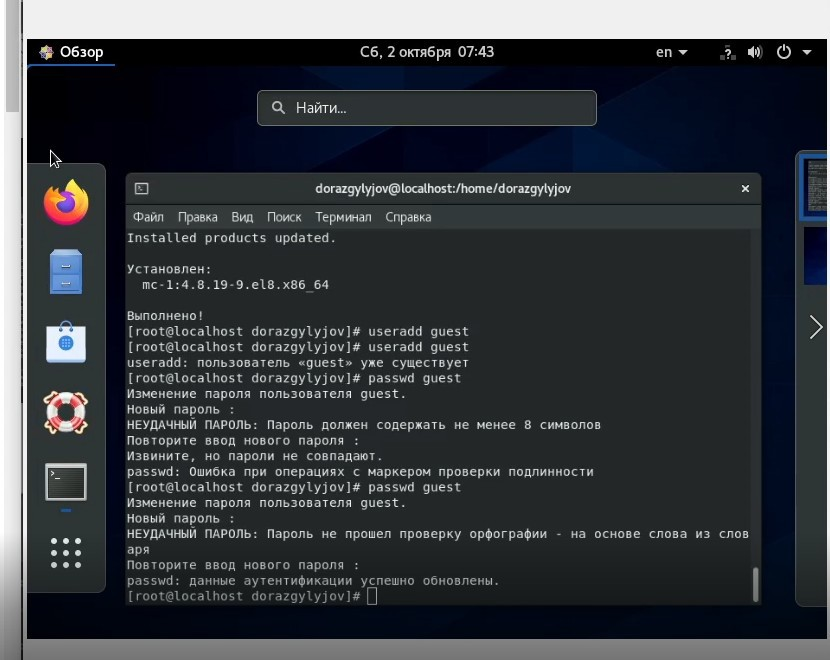 Обзор
Сб, 2 октября 07:43
en
?
Найти...
dorazgylyjov@localhost:/home/dorazgylyjov
Файл Правка Вид Поиск Терминал Справка
Installed products updated.
Установлен:
mc-1:4.8.19-9.el8.x86_64
Выполнено!
[root@localhost dorazgylyjov]# useradd guest
[root@localhost dorazgylyjov]# useradd guest
useradd: пользователь «guest» уже существует
[root@localhost dorazgylyjov]# passwd guest
Изменение пароля пользователя guest.
Новый пароль :
НЕУДАЧНЫЙ ПАРОЛЬ: Пароль должен содержать не менее 8 символов
Повторите ввод нового пароля :
Извините, но пароли не совпадают.
passwd: Ошибка при операциях с маркером проверки подлинности
[root@localhost dorazgylyjov]# passwd guest
Изменение пароля пользователя guest.
Новый пароль :
НЕУДАЧНЫЙ ПАРОЛЬ: Пароль не прошел проверку орфографии - на основе слова из слов
аря
Повторите ввод нового пароля :
passwd: данные аутентификации успешно обновлены.
[root@localhost dorazgylyjov]#